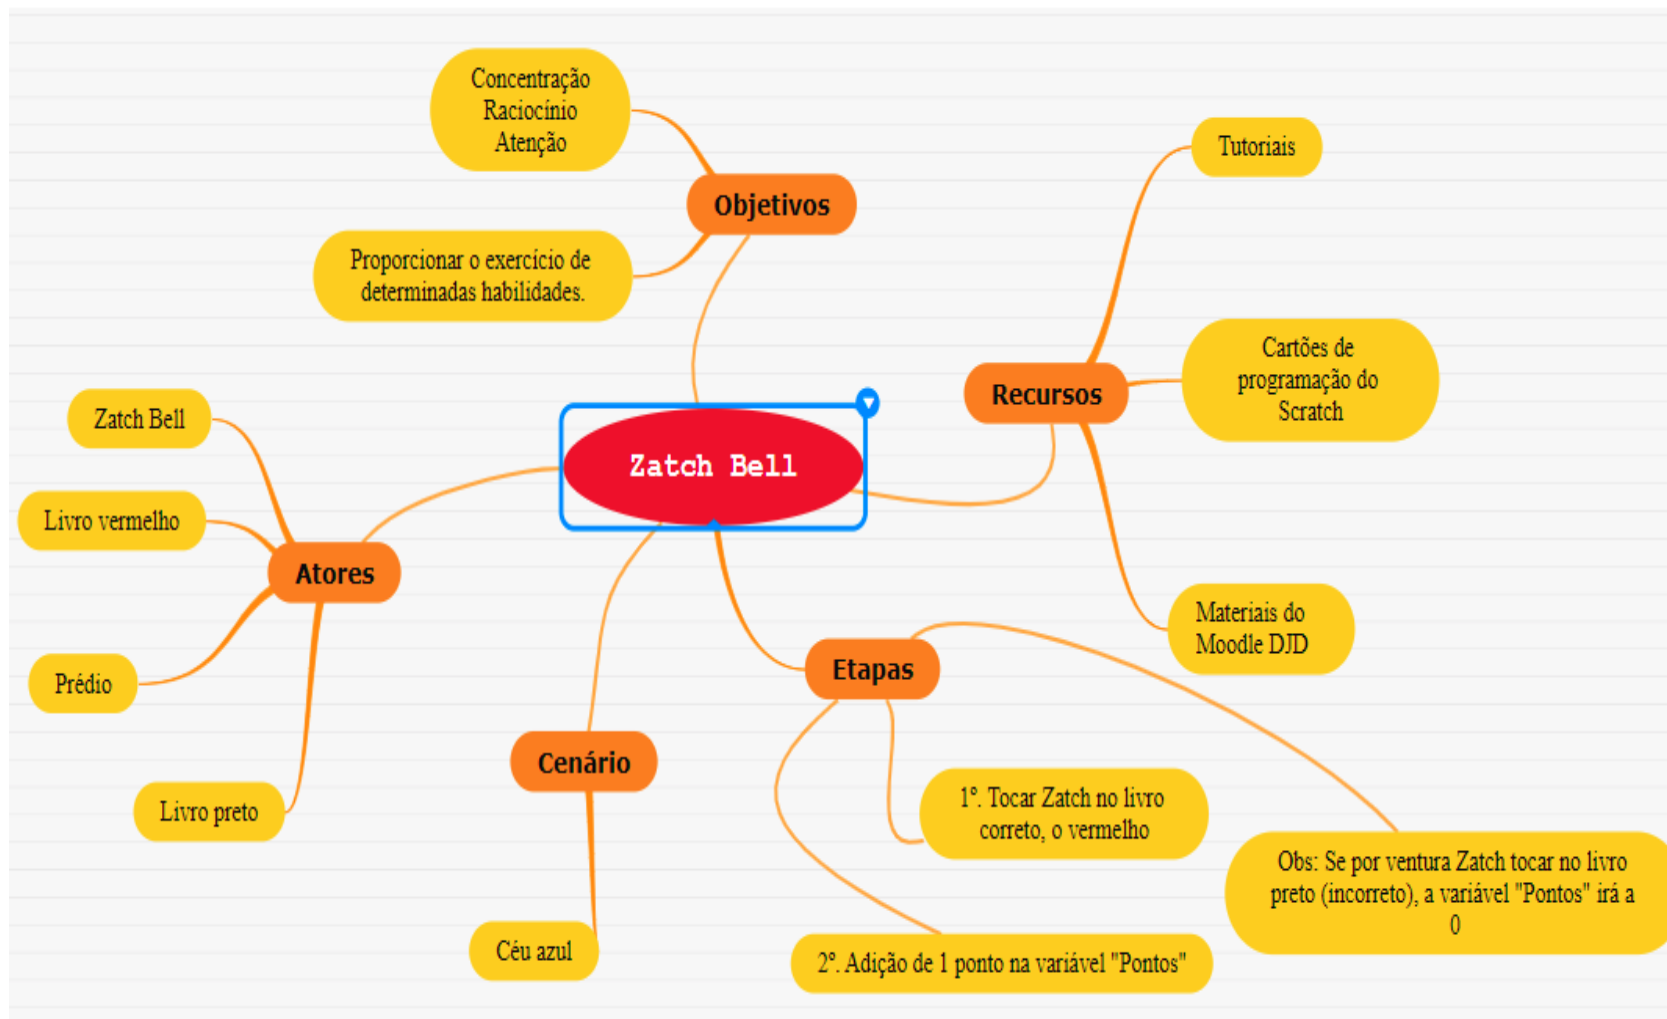 Concentração
Raciocínio
Atenção
Objetivos
Proporcionar o exercício de
determinadas habilidades.
Tutoriais
Recursos
Cartões de
programação do
Scratch
Materiais do
Moodle DJD
Zatch Bell
Zatch Bell
Livro vermelho
Atores
Prédio
Livro preto
Cenário
Céu azul
Etapas
1º. Tocar Zatch no livro
correto, o vermelho
2º. Adição de 1 ponto na variável "Pontos"
Obs: Se por ventura Zatch tocar no livro
preto (incorreto), a variável "Pontos" irá a
0